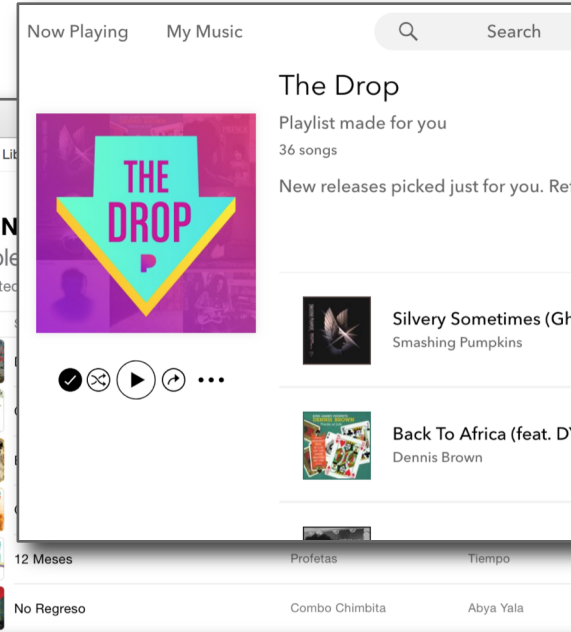 Now Playing
My Music
Search
The Drop
Playlist made for you
36 songs
New releases picked just for you.
THE
DROP
Silvery Sometimes
Smashing Pumpkins
Back To Africa (feat.
Dennis Brown
12 Meses
Profetas
Tiempo
No Regreso
Combo Chimbita
Abya Yala